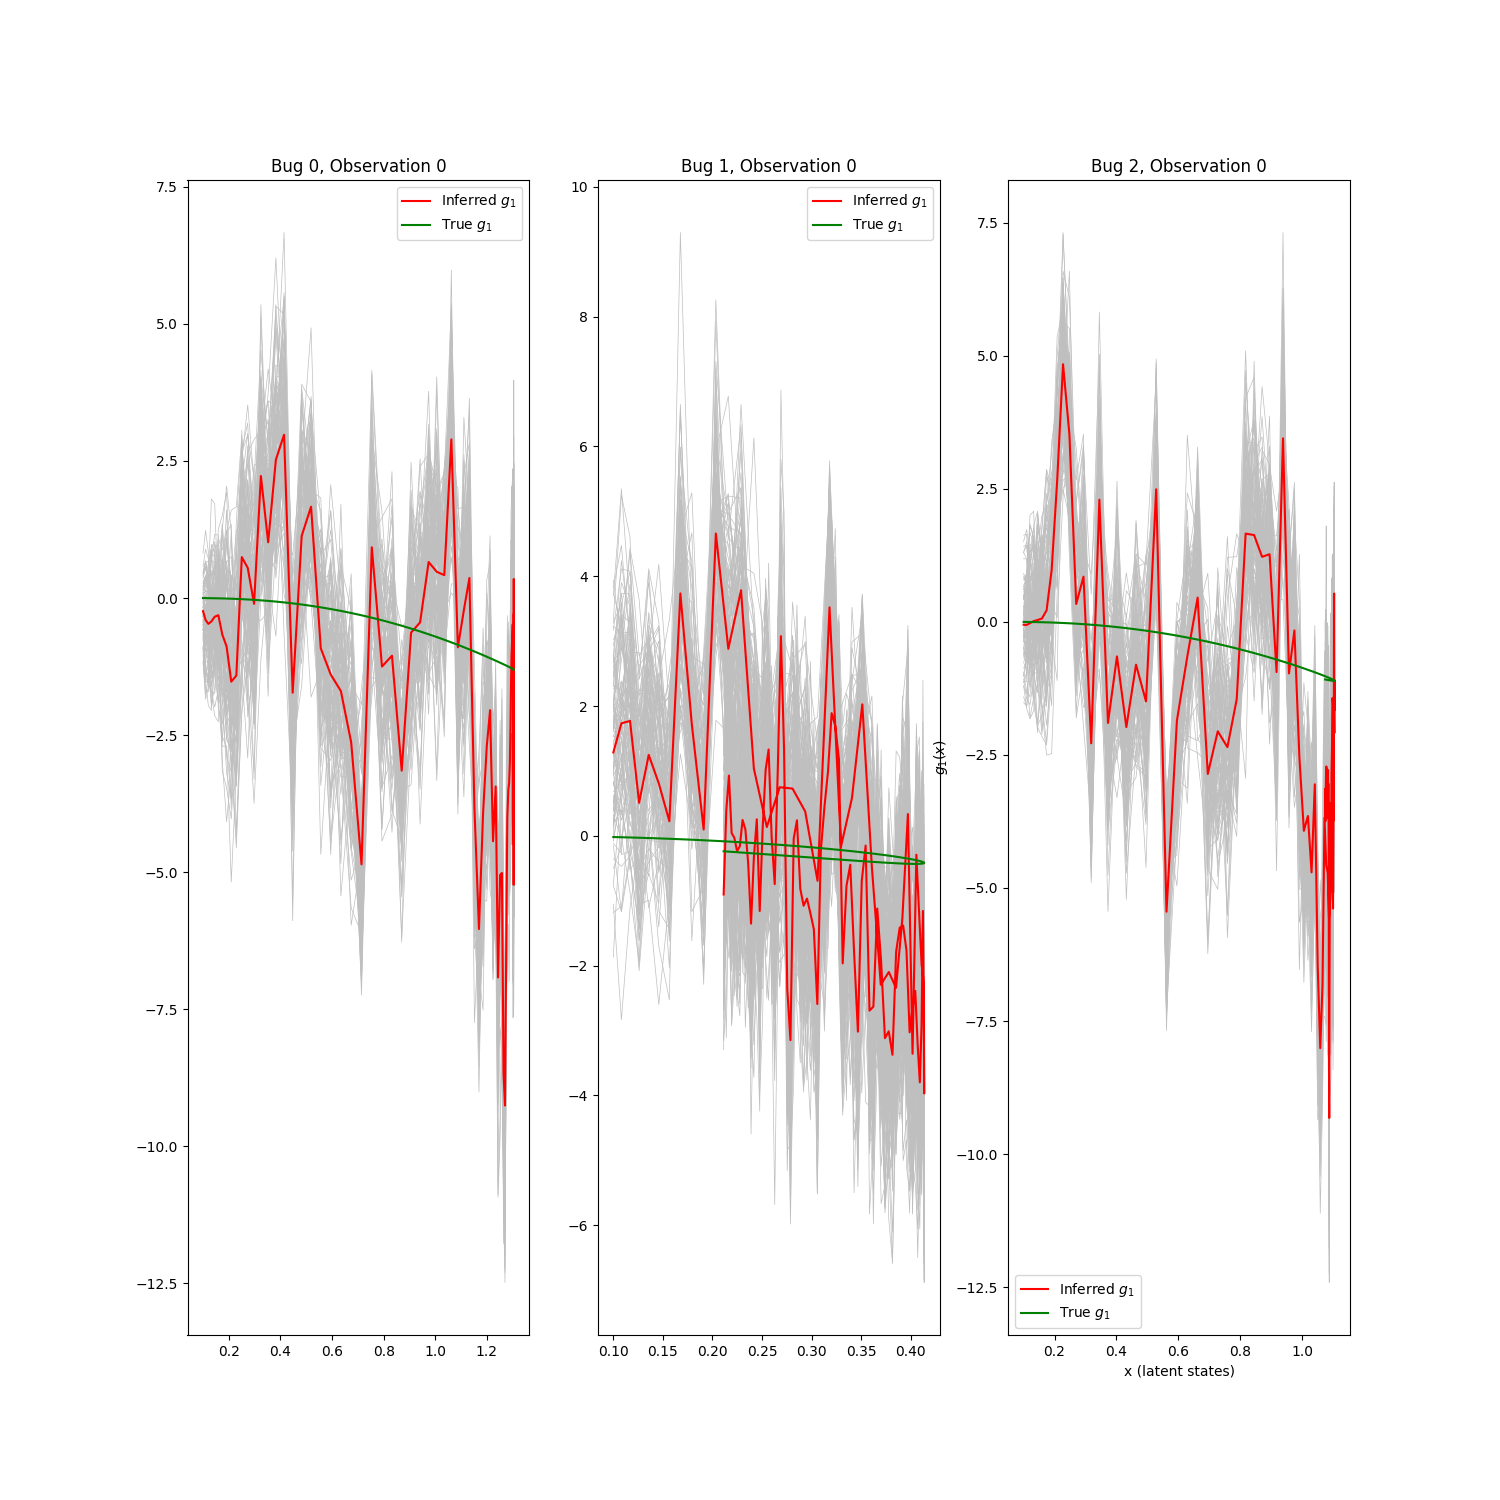 Bug 0, Observation 0
Bug 1, Observation 0
Bug 2, Observation 0
7.5
5.0
2.5
0.0
−2.5
−5.0
−7.5
−10.0
−12.5
Inferred g₁
True g₁
0.2 0.4 0.6 0.8 1.0 1.2
10
8
6
4
2
0
−2
−4
−6
Inferred g₁
True g₁
0.10 0.15 0.20 0.25 0.30 0.35 0.40
g₁(x)
7.5
5.0
2.5
0.0
−2.5
−5.0
−7.5
−10.0
−12.5
Inferred g₁
True g₁
0.2 0.4 0.6 0.8 1.0
x (latent states)